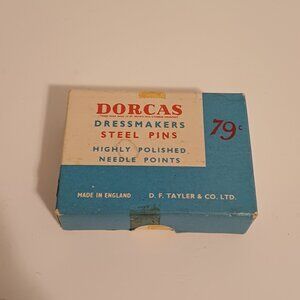 DORCAS
DRESSMAKERS
STEEL PINS
79¢
HIGHLY POLISHED
NEEDLE POINTS
MADE IN ENGLAND
D. F. TAYLER & CO. LTD.